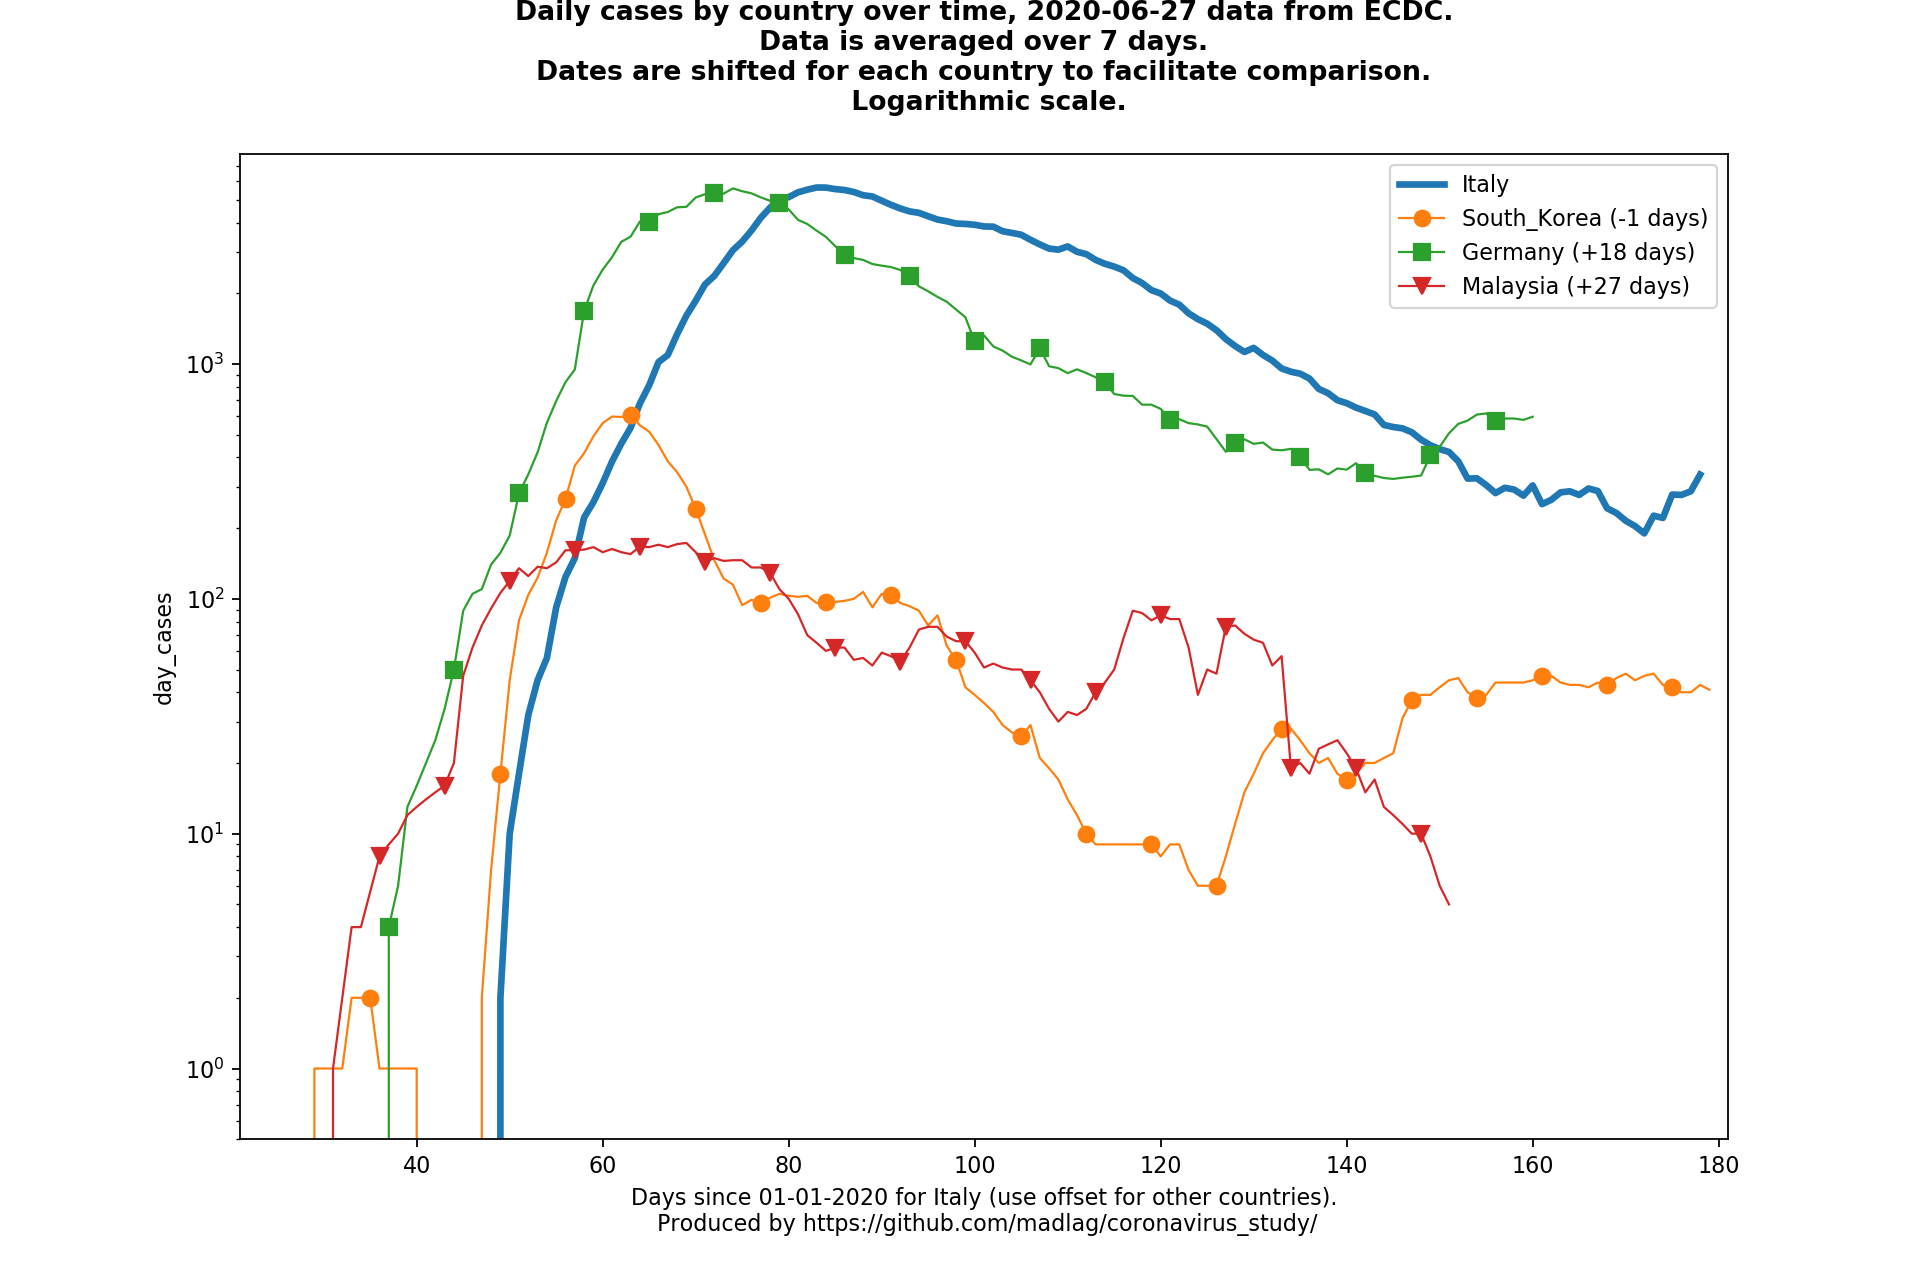 Daily cases by country over time, 2020-06-27 data from ECDC.
Data is averaged over 7 days.
Dates are shifted for each country to facilitate comparison.
Logarithmic scale.
Italy
South_Korea (-1 days)
Germany (+18 days)
Malaysia (+27 days)
day_cases
10³
10²
10¹
10⁰
40 60 80 100 120 140 160 180
Days since 01-01-2020 for Italy (use offset for other countries).
Produced by https://github.com/madlag/coronavirus_study/